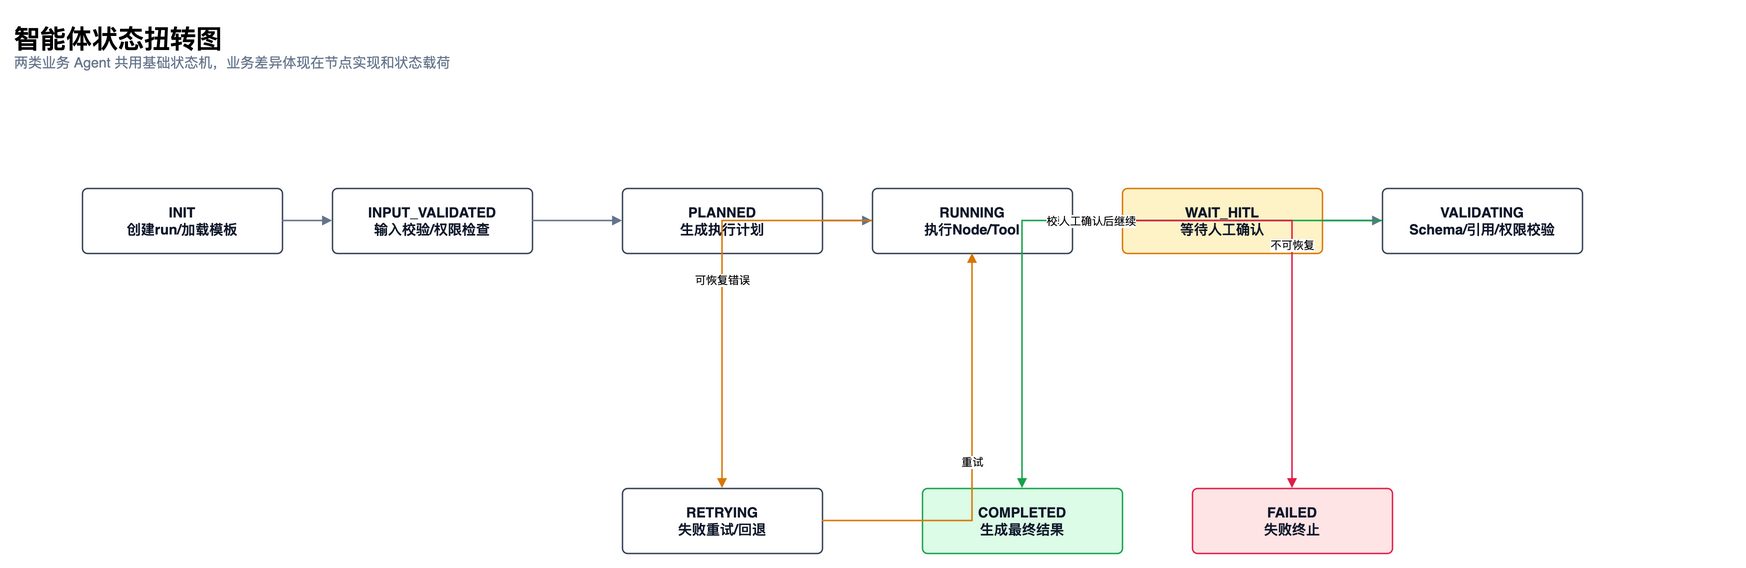 智能体状态扭转图
两类业务 Agent 共用基础状态机，业务差异体现在节点实现和状态载荷
INIT
创建run/加载模板
INPUT_VALIDATED
输入校验/权限检查
PLANNED
生成执行计划
RUNNING
执行Node/Tool
校
人工确认后继续
WAIT_HITL
等待人工确认
不可恢复
VALIDATING
Schema/引用/权限校验
可恢复错误
重试
RETRYING
失败重试/回退
COMPLETED
生成最终结果
FAILED
失败终止